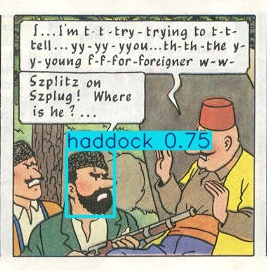 I...I'm t-t-try-trying to t-t-
tell...yy-yy-yyou...th-th-the y-
y-young f-f-for-foreigner w-w-
Szplitz on
Szplug! Where
is he?...
haddock 0.75